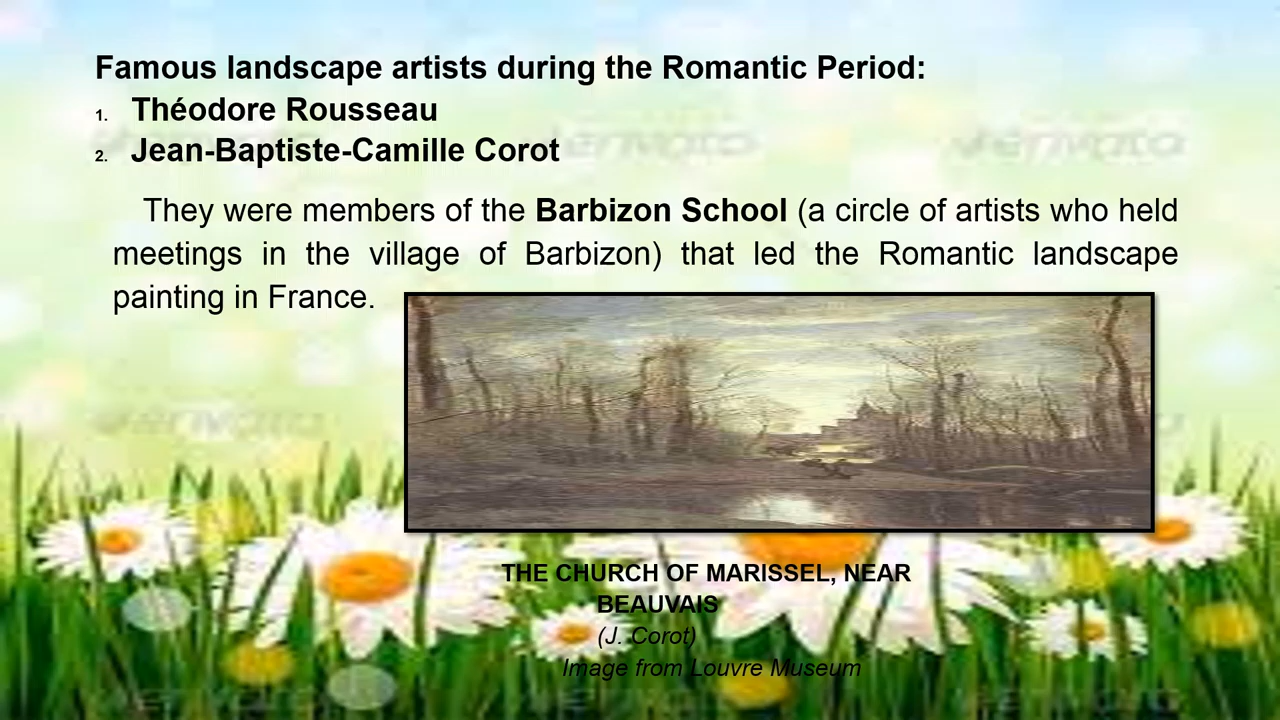 Famous landscape artists during the Romantic Period:
1. Théodore Rousseau
2. Jean-Baptiste-Camille Corot
They were members of the Barbizon School (a circle of artists who held
meetings in the village of Barbizon) that led the Romantic landscape
painting in France.
THE CHURCH OF MARISSEL, NEAR
BEAUVAIS
(J. Corot)
Image from Louvre Museum